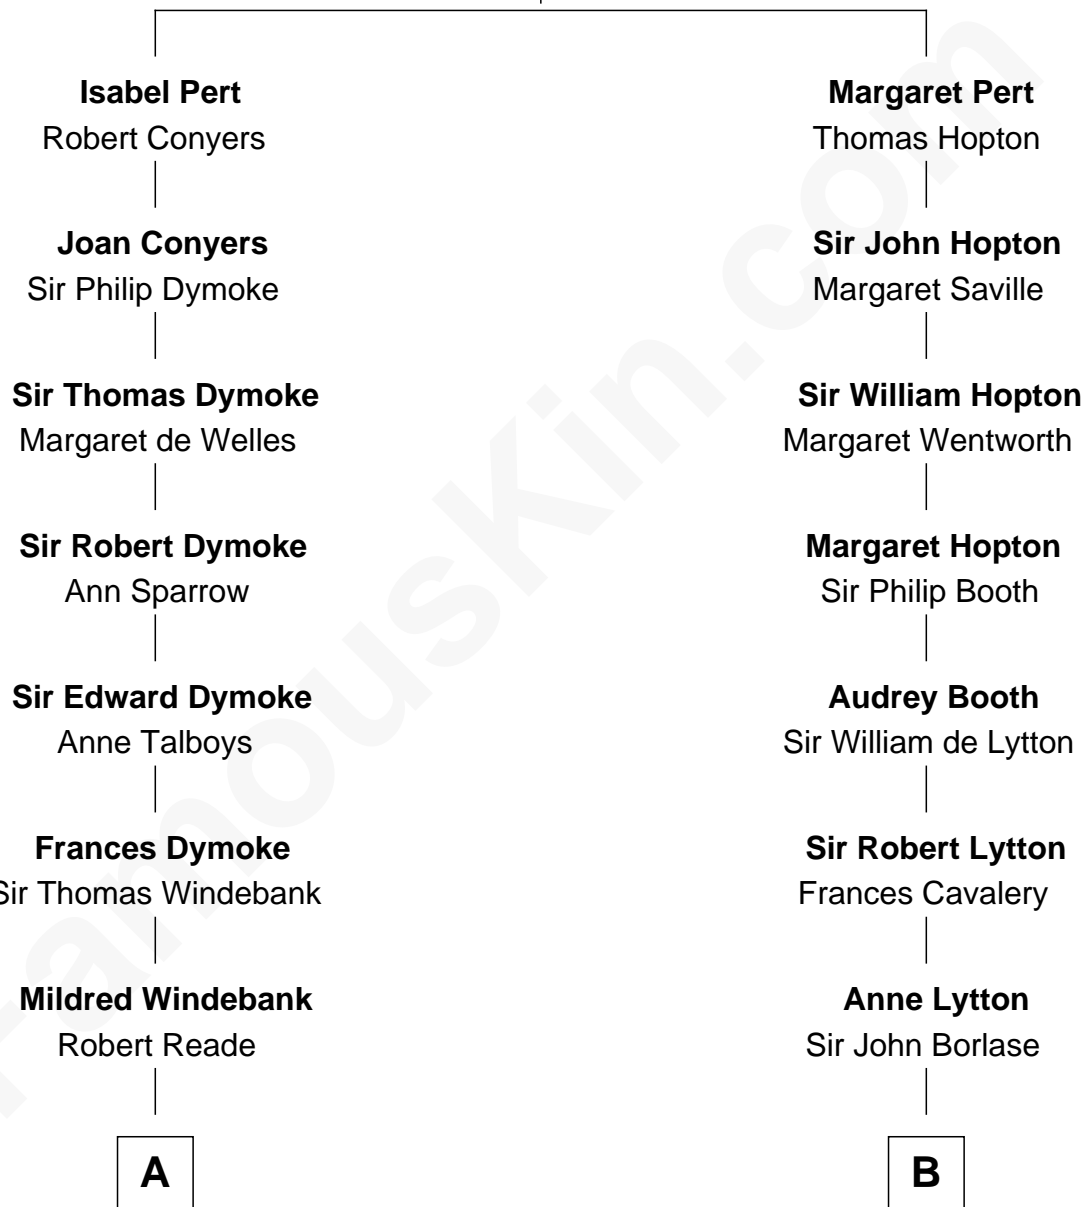 Isabel Pert
Robert Conyers
Joan Conyers
Sir Philip Dymoke
Sir Thomas Dymoke
Margaret de Welles
Sir Robert Dymoke
Ann Sparrow
Sir Edward Dymoke
Anne Talboys
Frances Dymoke
Sir Thomas Windebank
Mildred Windebank
Robert Reade
A
Margaret Pert
Thomas Hopton
Sir John Hopton
Margaret Saville
Sir William Hopton
Margaret Wentworth
Margaret Hopton
Sir Philip Booth
Audrey Booth
Sir William de Lytton
Sir Robert Lytton
Frances Cavalery
Anne Lytton
Sir John Borlase
B
FamousKin.com